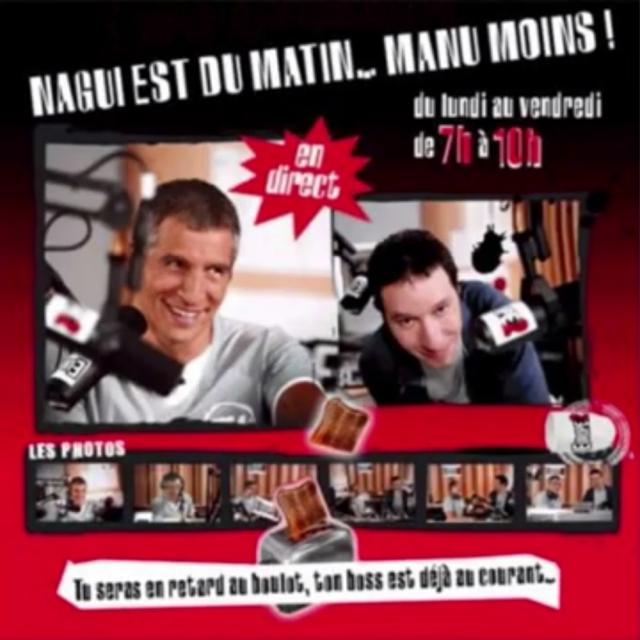 NAGUI EST DU MATIN... MANU MOINS !
du lundi au vendredi
de 7h à 10h
en
direct
LES PHOTOS
Tu seras en retard au boulot, ton boss est déjà au courant...